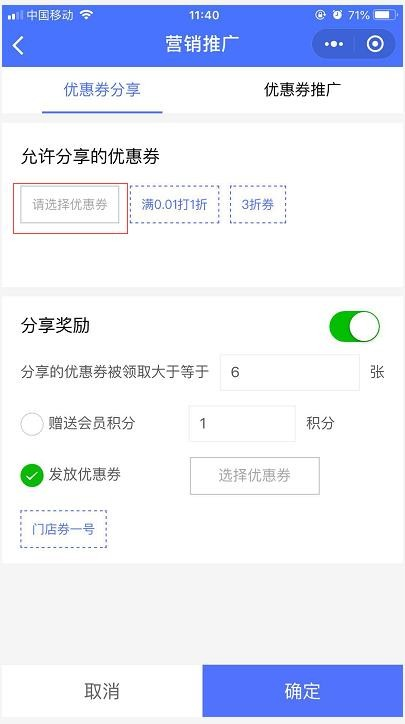 中国移动 11:40 71%
营销推广
优惠券分享 优惠券推广
允许分享的优惠券
请选择优惠券 满0.01打1折 3折券
分享奖励
分享的优惠券被领取大于等于 6 张
赠送会员积分 1 积分
发放优惠券 选择优惠券
门店券一号
取消 确定